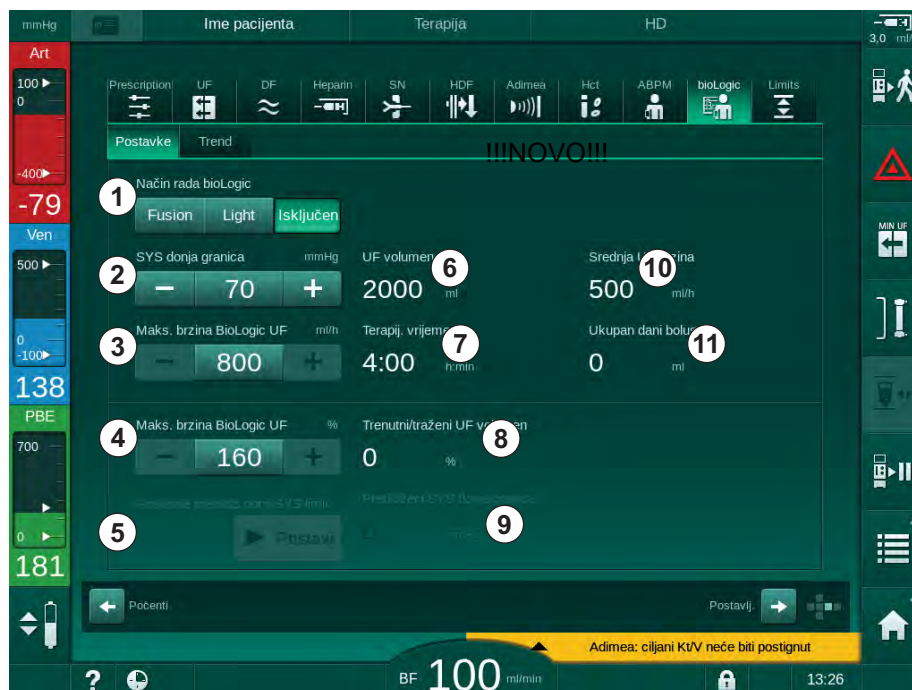 mmHg
Ime pacijenta
Terapija
HD
3,0 ml/
Art
100
0
-400
-79
Ven
500
0
-100
138
PBE
700
0
181
Prescription UF DF Heparin SN HDF Adimea Hct ABPM bioLogic Limits
Postavke Trend
!!!NOVO!!!
MIN UF
1
Način rada bioLogic
Fusion Light Isključen
2
SYS donja granica mmHg
− 70 +
UF volumen
6
2000 ml
Srednja
10
500 ml/h
3
Maks. brzina BioLogic UF ml/h
− 800 +
Terapij. vrijeme
7
4:00 h:min
Ukupan dani bolus
11
0 ml
4
Maks. brzina BioLogic UF %
− 160 +
Trenutni/traženi UF
8
0 %
5
Postavi
9
Početi
Postavlj.
Adimea: ciljani Kt/V neće biti postignut
? BF 100 ml/min 13:26